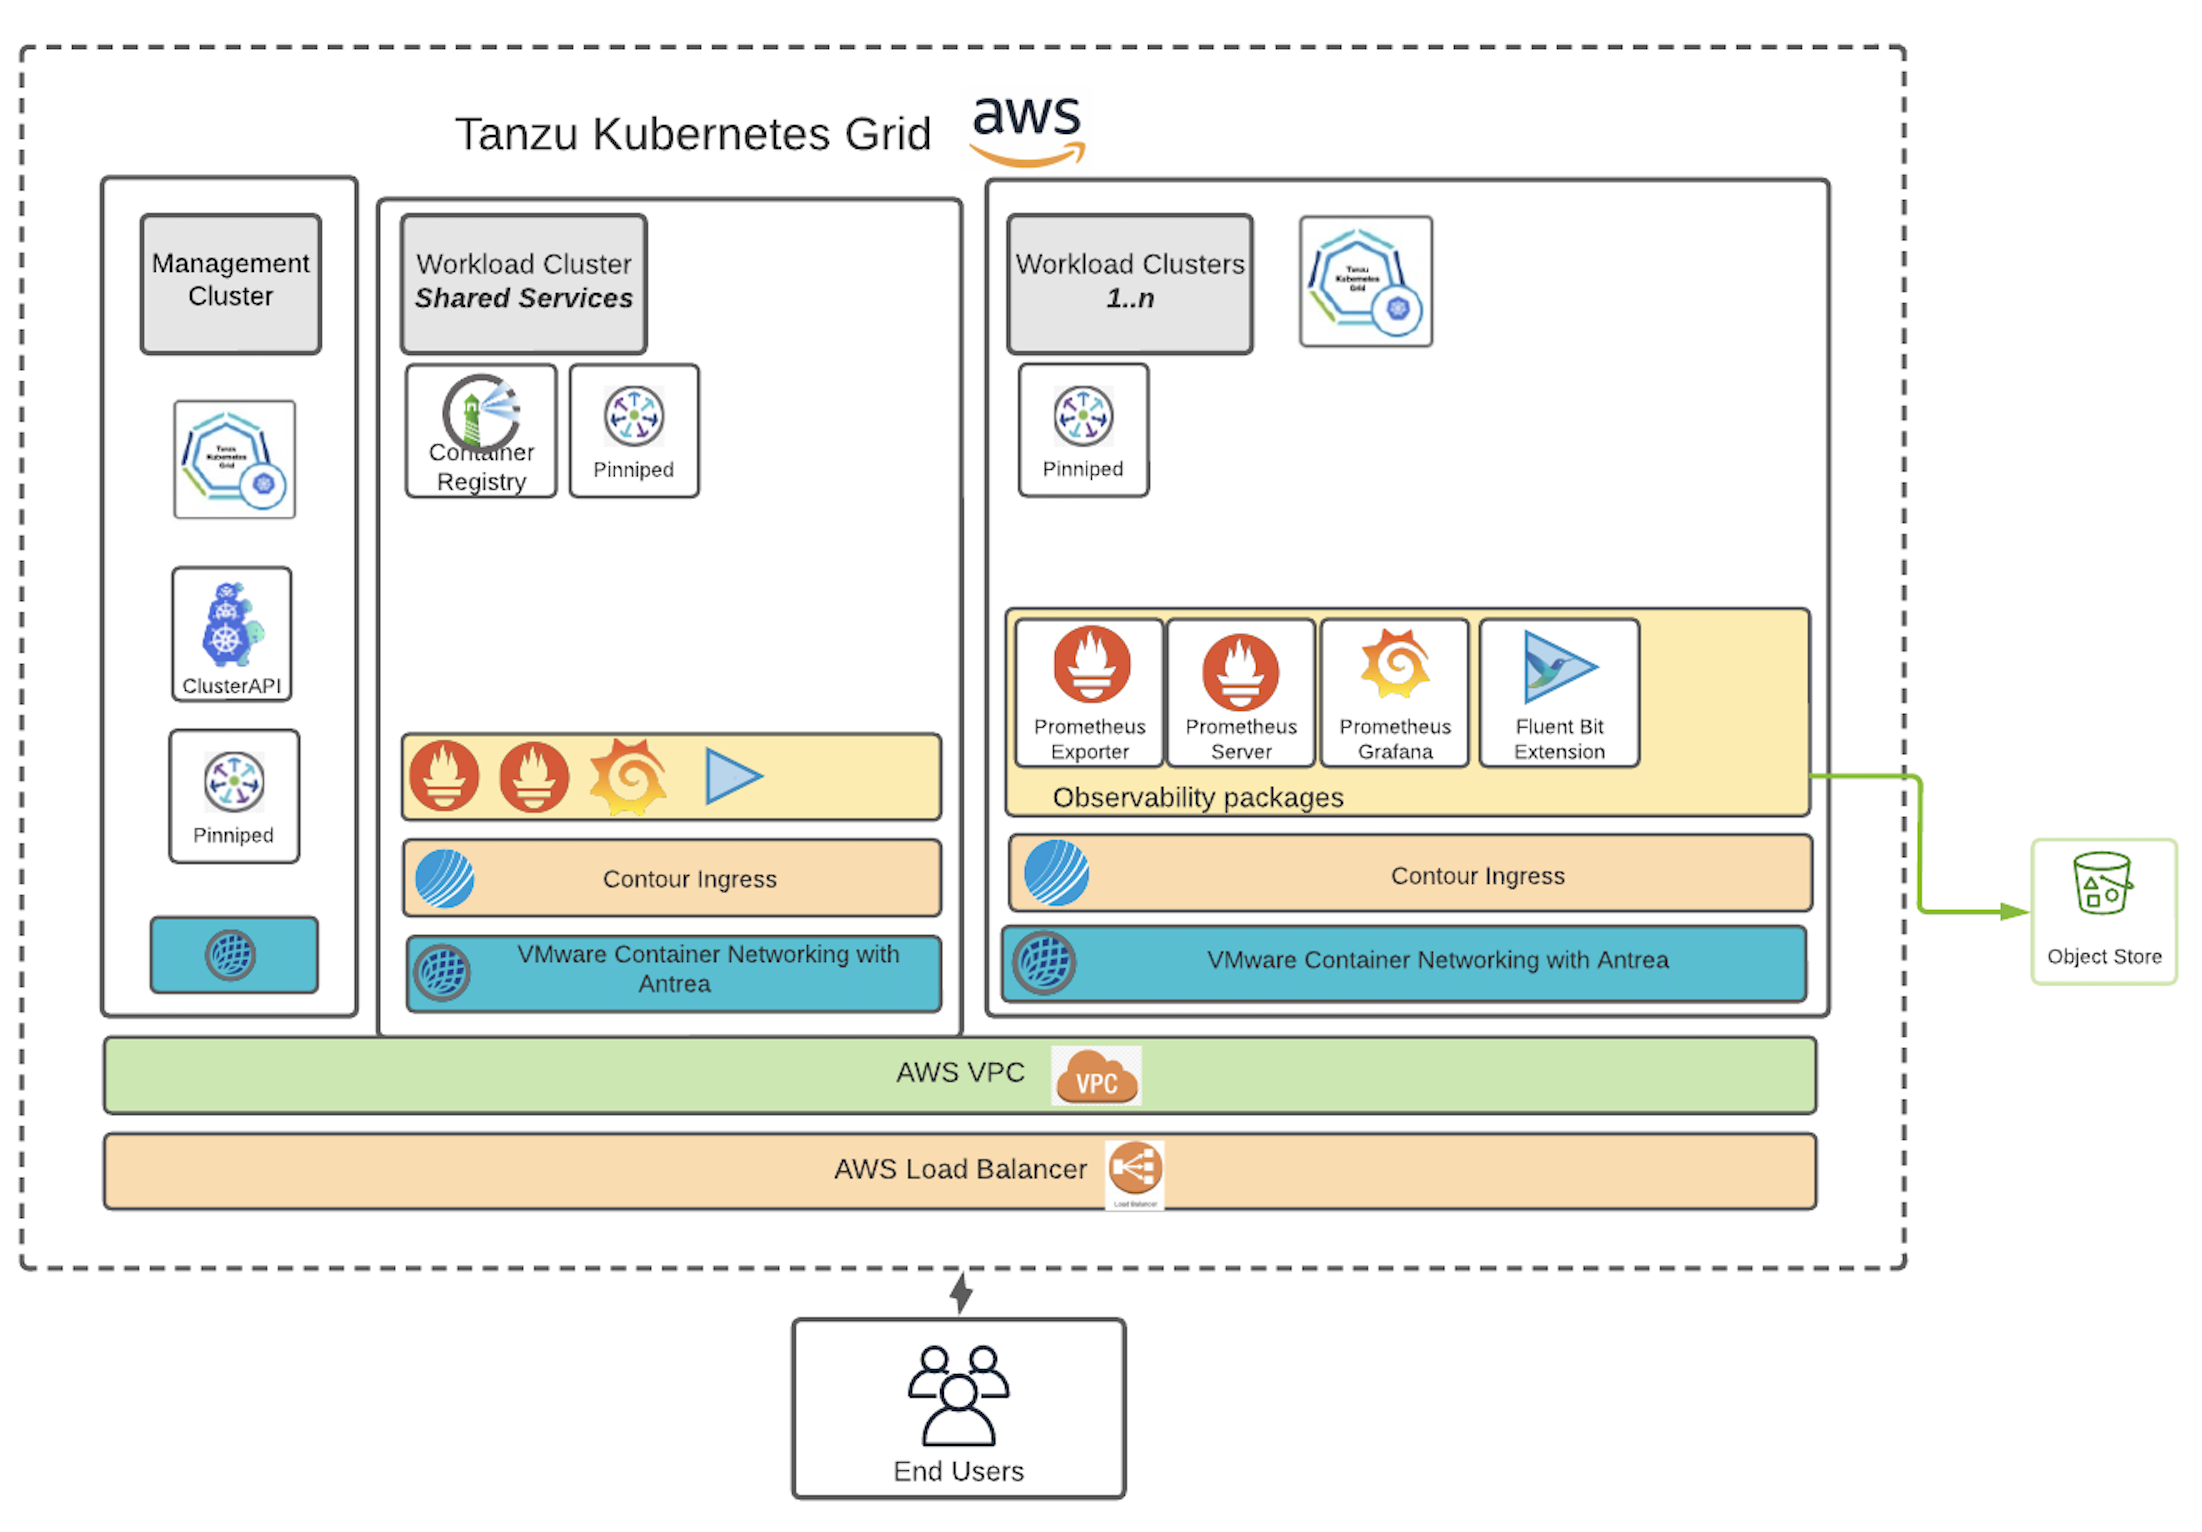 Tanzu Kubernetes Grid
aws
Management
Cluster
Tanzu
Kubernetes
Grid
ClusterAPI
Pinniped
Workload Cluster
Shared Services
Container
Registry
Pinniped
Contour Ingress
VMware Container Networking with
Antrea
Workload Clusters
1..n
Tanzu
Kubernetes
Grid
Pinniped
Prometheus
Exporter
Prometheus
Server
Prometheus
Grafana
Fluent Bit
Extension
Observability packages
Contour Ingress
VMware Container Networking with Antrea
Object Store
AWS VPC
VPC
AWS Load Balancer
Load Balancer
End Users